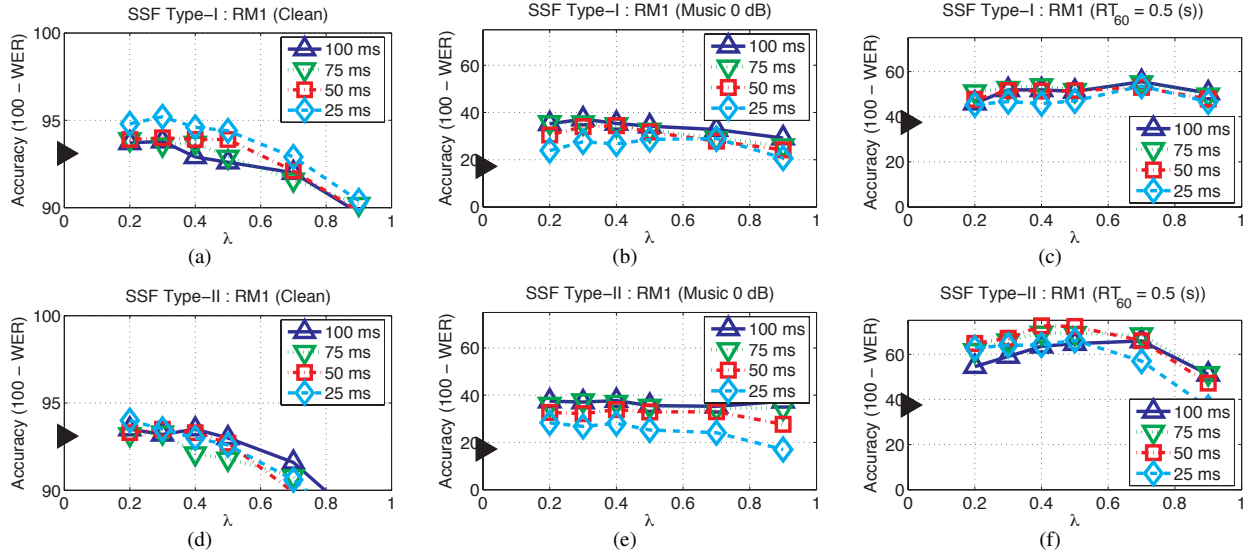 SSF Type−I : RM1 (Clean)
Accuracy (100 − WER)
100
95
90
0 0.2 0.4 0.6 0.8 1
λ
100 ms
75 ms
50 ms
25 ms
(a)
SSF Type−I : RM1 (Music 0 dB)
Accuracy (100 − WER)
60
40
20
0
0 0.2 0.4 0.6 0.8 1
λ
100 ms
75 ms
50 ms
25 ms
(b)
SSF Type−I : RM1 (RT60 = 0.5 (s))
Accuracy (100 − WER)
60
40
20
0
0 0.2 0.4 0.6 0.8 1
λ
100 ms
75 ms
50 ms
25 ms
(c)
SSF Type−II : RM1 (Clean)
Accuracy (100 − WER)
100
95
90
0 0.2 0.4 0.6 0.8 1
λ
100 ms
75 ms
50 ms
25 ms
(d)
SSF Type−II : RM1 (Music 0 dB)
Accuracy (100 − WER)
60
40
20
0
0 0.2 0.4 0.6 0.8 1
λ
100 ms
75 ms
50 ms
25 ms
(e)
SSF Type−II : RM1 (RT60 = 0.5 (s))
Accuracy (100 − WER)
60
40
20
0
0 0.2 0.4 0.6 0.8 1
λ
100 ms
75 ms
50 ms
25 ms
(f)